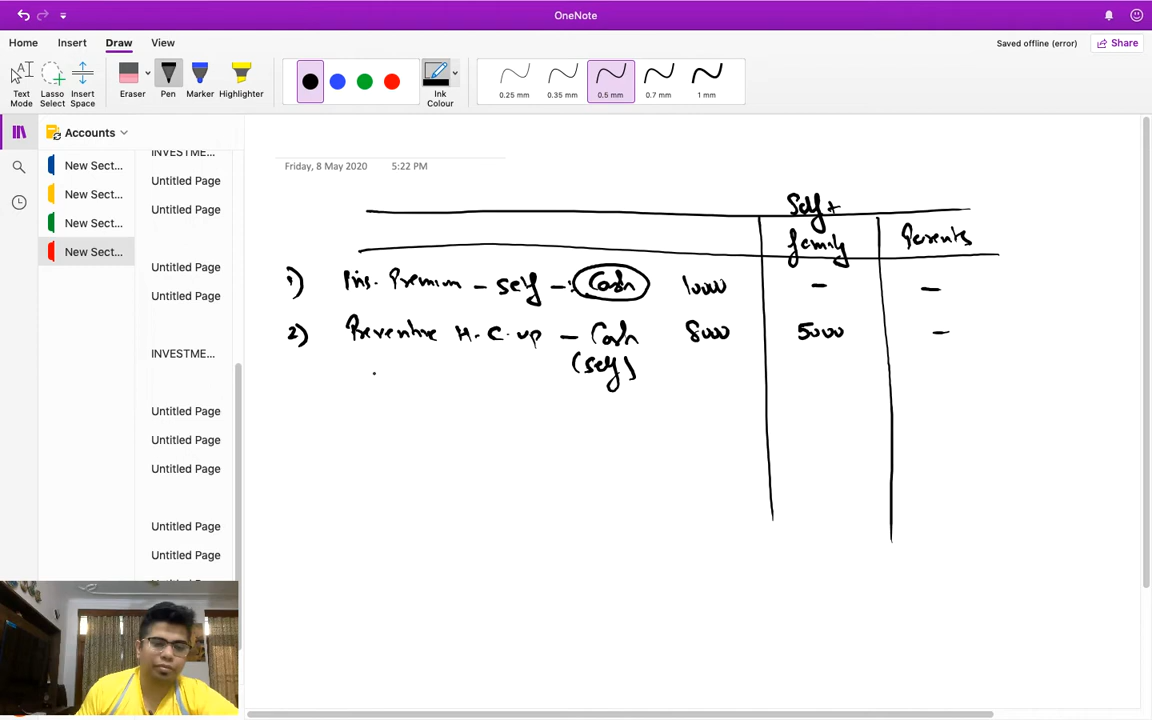 OneNote
Home Insert Draw View
Saved offline (error) Share
Text Mode
Lasso Select
Insert Space
Eraser
Pen
Marker
Highlighter
Ink Colour
0.25 mm 0.35 mm 0.5 mm 0.7 mm 1 mm
Accounts
New Sect...
New Sect...
New Sect...
New Sect...
INVESTME...
Untitled Page
Untitled Page
Untitled Page
Untitled Page
INVESTME...
Untitled Page
Untitled Page
Untitled Page
Untitled Page
Untitled Page
Friday, 8 May 2020 5:22 PM
Self +
family Parents
1) Ins. Premium - self - Cash 10000 - -
2) Preventive H.C.up - Cash 8000 5000 -
(self)